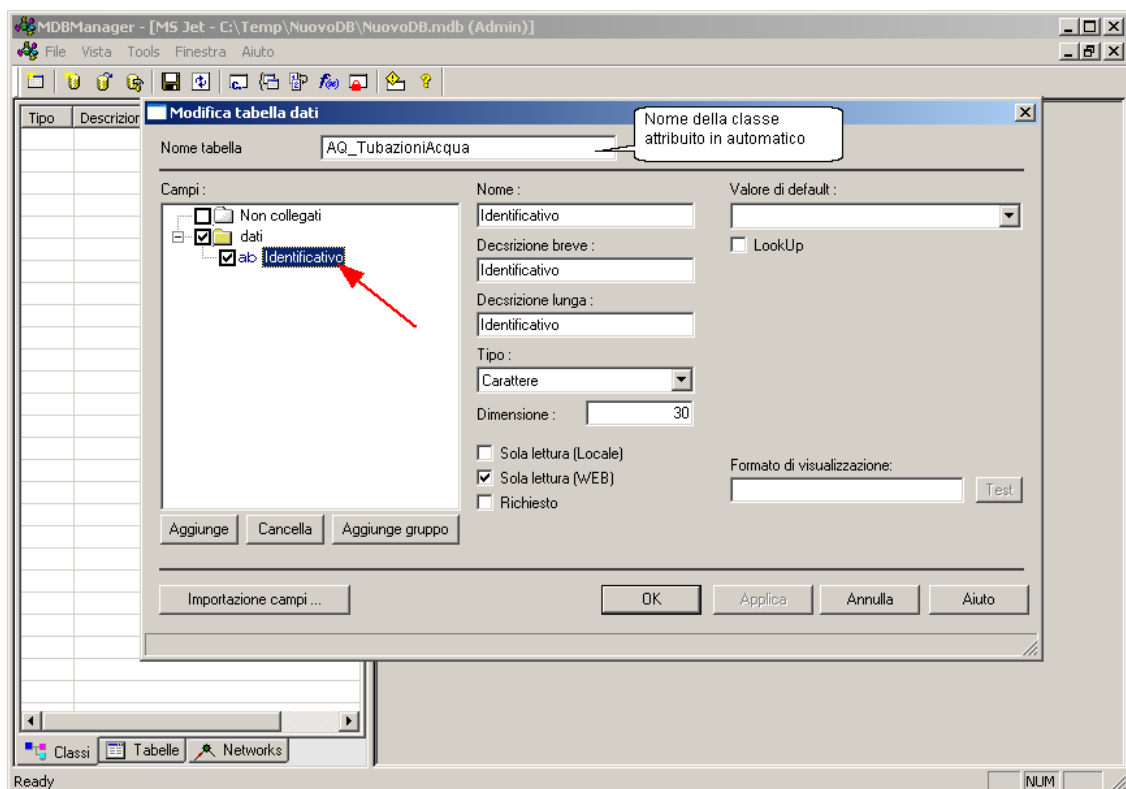 MDBManager - [MS Jet - C:\Temp\NuovoDB\NuovoDB.mdb (Admin)]
File Vista Tools Finestra Aiuto
Tipo Descrizior
Modifica tabella dati
Nome della classe
attribuito in automatico
Nome tabella AQ_TubazioniAcqua
Campi :
Non collegati
dati
ab Identificativo
Nome :
Identificativo
Decsrizione breve :
Identificativo
Decsrizione lunga :
Identificativo
Tipo :
Carattere
Dimensione : 30
Sola lettura (Locale)
Sola lettura (WEB)
Richiesto
Valore di default :
LookUp
Formato di visualizzazione:
Test
Aggiunge Cancella Aggiunge gruppo
Importazione campi ... OK Applica Annulla Aiuto
Classi Tabelle Networks
Ready NUM